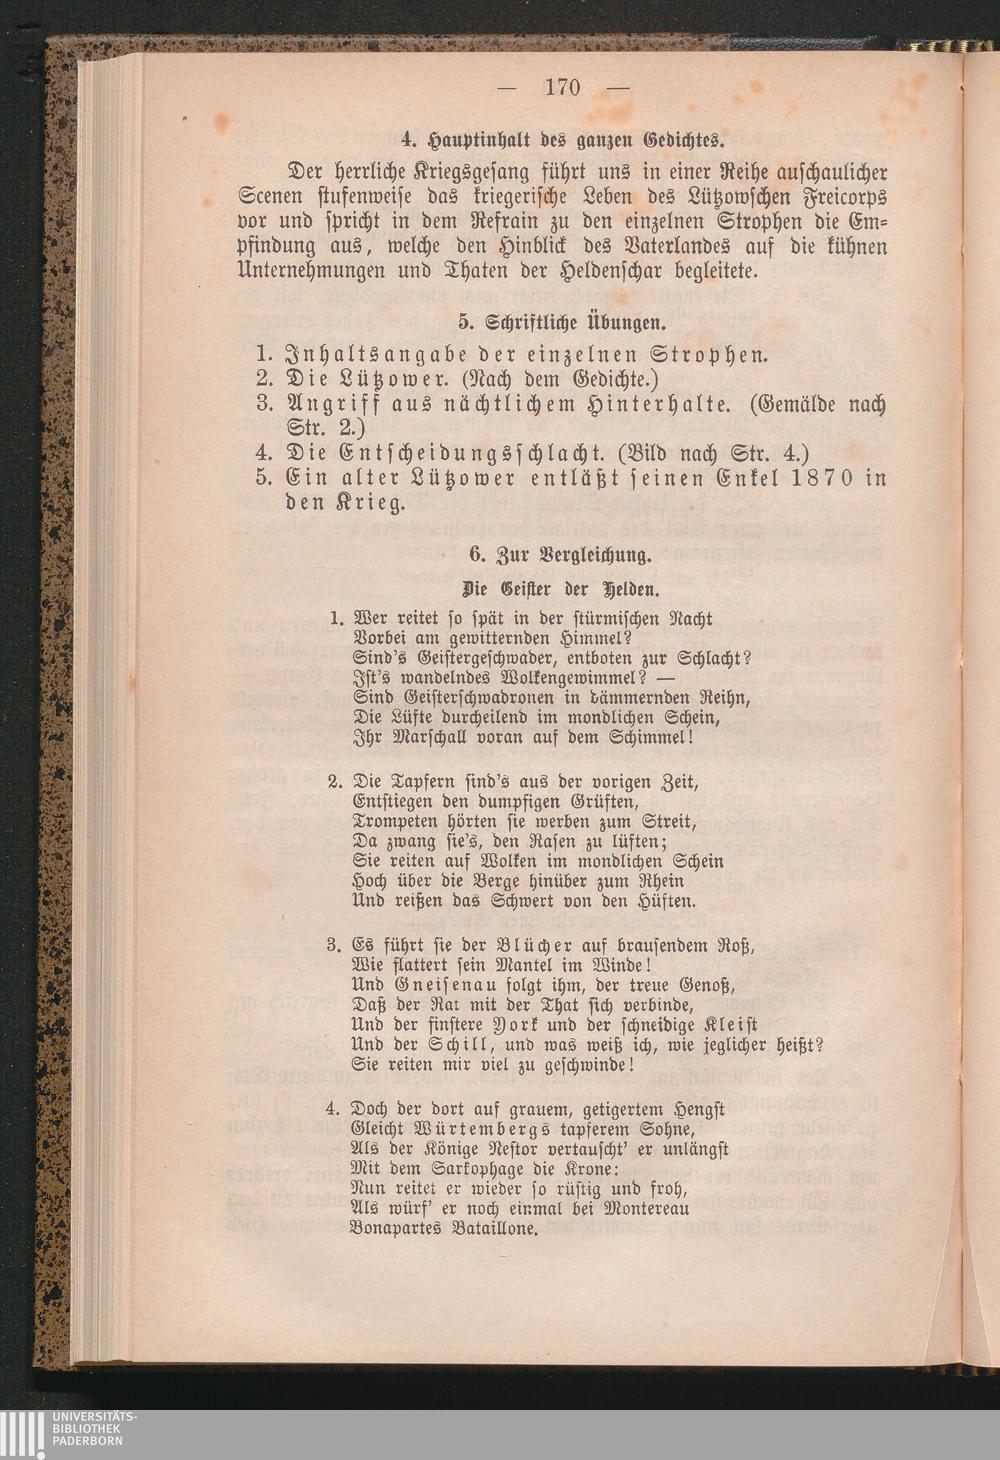 — 170 —
4. Hauptinhalt des ganzen Gedichtes.
Der herrliche Kriegsgesang führt uns in einer Reihe anschaulicher
Scenen stufenweise das kriegerische Leben des Lützowschen Freicorps
vor und spricht in dem Refrain zu den einzelnen Strophen die Em-
pfindung aus, welche den Hinblick des Vaterlandes auf die kühnen
Unternehmungen und Thaten der Heldenschar begleitete.
5. Schriftliche Übungen.
1. Inhaltsangabe der einzelnen Strophen.
2. Die Lützower. (Nach dem Gedichte.)
3. Angriff aus nächtlichem Hinterhalte. (Gemälde nach
Str. 2.)
4. Die Entscheidungsschlacht. (Bild nach Str. 4.)
5. Ein alter Lützower entläßt seinen Enkel 1870 in
den Krieg.
6. Zur Vergleichung.
Die Geister der Helden.
1. Wer reitet so spät in der stürmischen Nacht
Vorbei am gewitternden Himmel?
Sind's Geistergeschwader, entboten zur Schlacht?
Ist's wandelndes Wolkengewimmel? —
Sind Geisterschwadronen in dämmernden Reihn,
Die Lüfte durcheilend im mondlichen Schein,
Ihr Marschall voran auf dem Schimmel!
2. Die Tapfern sind's aus der vorigen Zeit,
Entstiegen den dumpfigen Grüften,
Trompeten hörten sie werben zum Streit,
Da zwang sie's, den Rasen zu lüften;
Sie reiten auf Wolken im mondlichen Schein
Hoch über die Berge hinüber zum Rhein
Und reißen das Schwert von den Hüften.
3. Es führt sie der Blücher auf brausendem Roß,
Wie flattert sein Mantel im Winde!
Und Gneisenau folgt ihm, der treue Genoß,
Daß der Rat mit der That sich verbinde,
Und der finstere York und der schneidige Kleist
Und der Schill, und was weiß ich, wie jeglicher heißt?
Sie reiten mir viel zu geschwinde!
4. Doch der dort auf grauem, getigertem Hengst
Gleicht Würtembergs tapferem Sohne,
Als der Könige Nestor vertauscht' er unlängst
Mit dem Sarkophage die Krone:
Nun reitet er wieder so rüstig und froh,
Als würf' er noch einmal bei Montereau
Bonapartes Bataillone.
UNIVERSITÄTS-
BIBLIOTHEK
PADERBORN